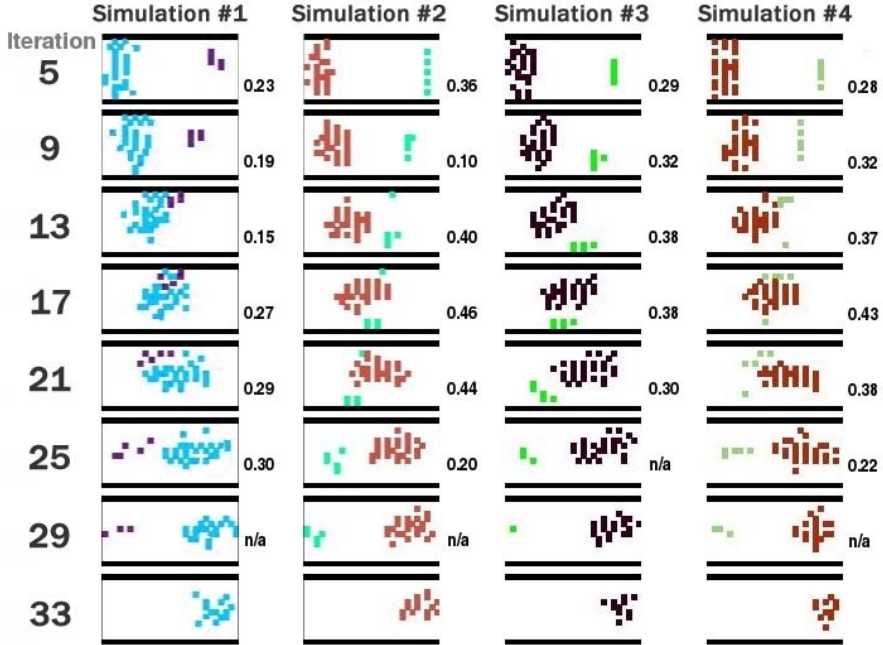 Simulation #1 Simulation #2 Simulation #3 Simulation #4
Iteration
5 0.23 0.36 0.29 0.28
9 0.19 0.10 0.32 0.32
13 0.15 0.40 0.38 0.37
17 0.27 0.46 0.38 0.43
21 0.29 0.44 0.30 0.38
25 0.30 0.20 n/a 0.22
29 n/a n/a n/a
33